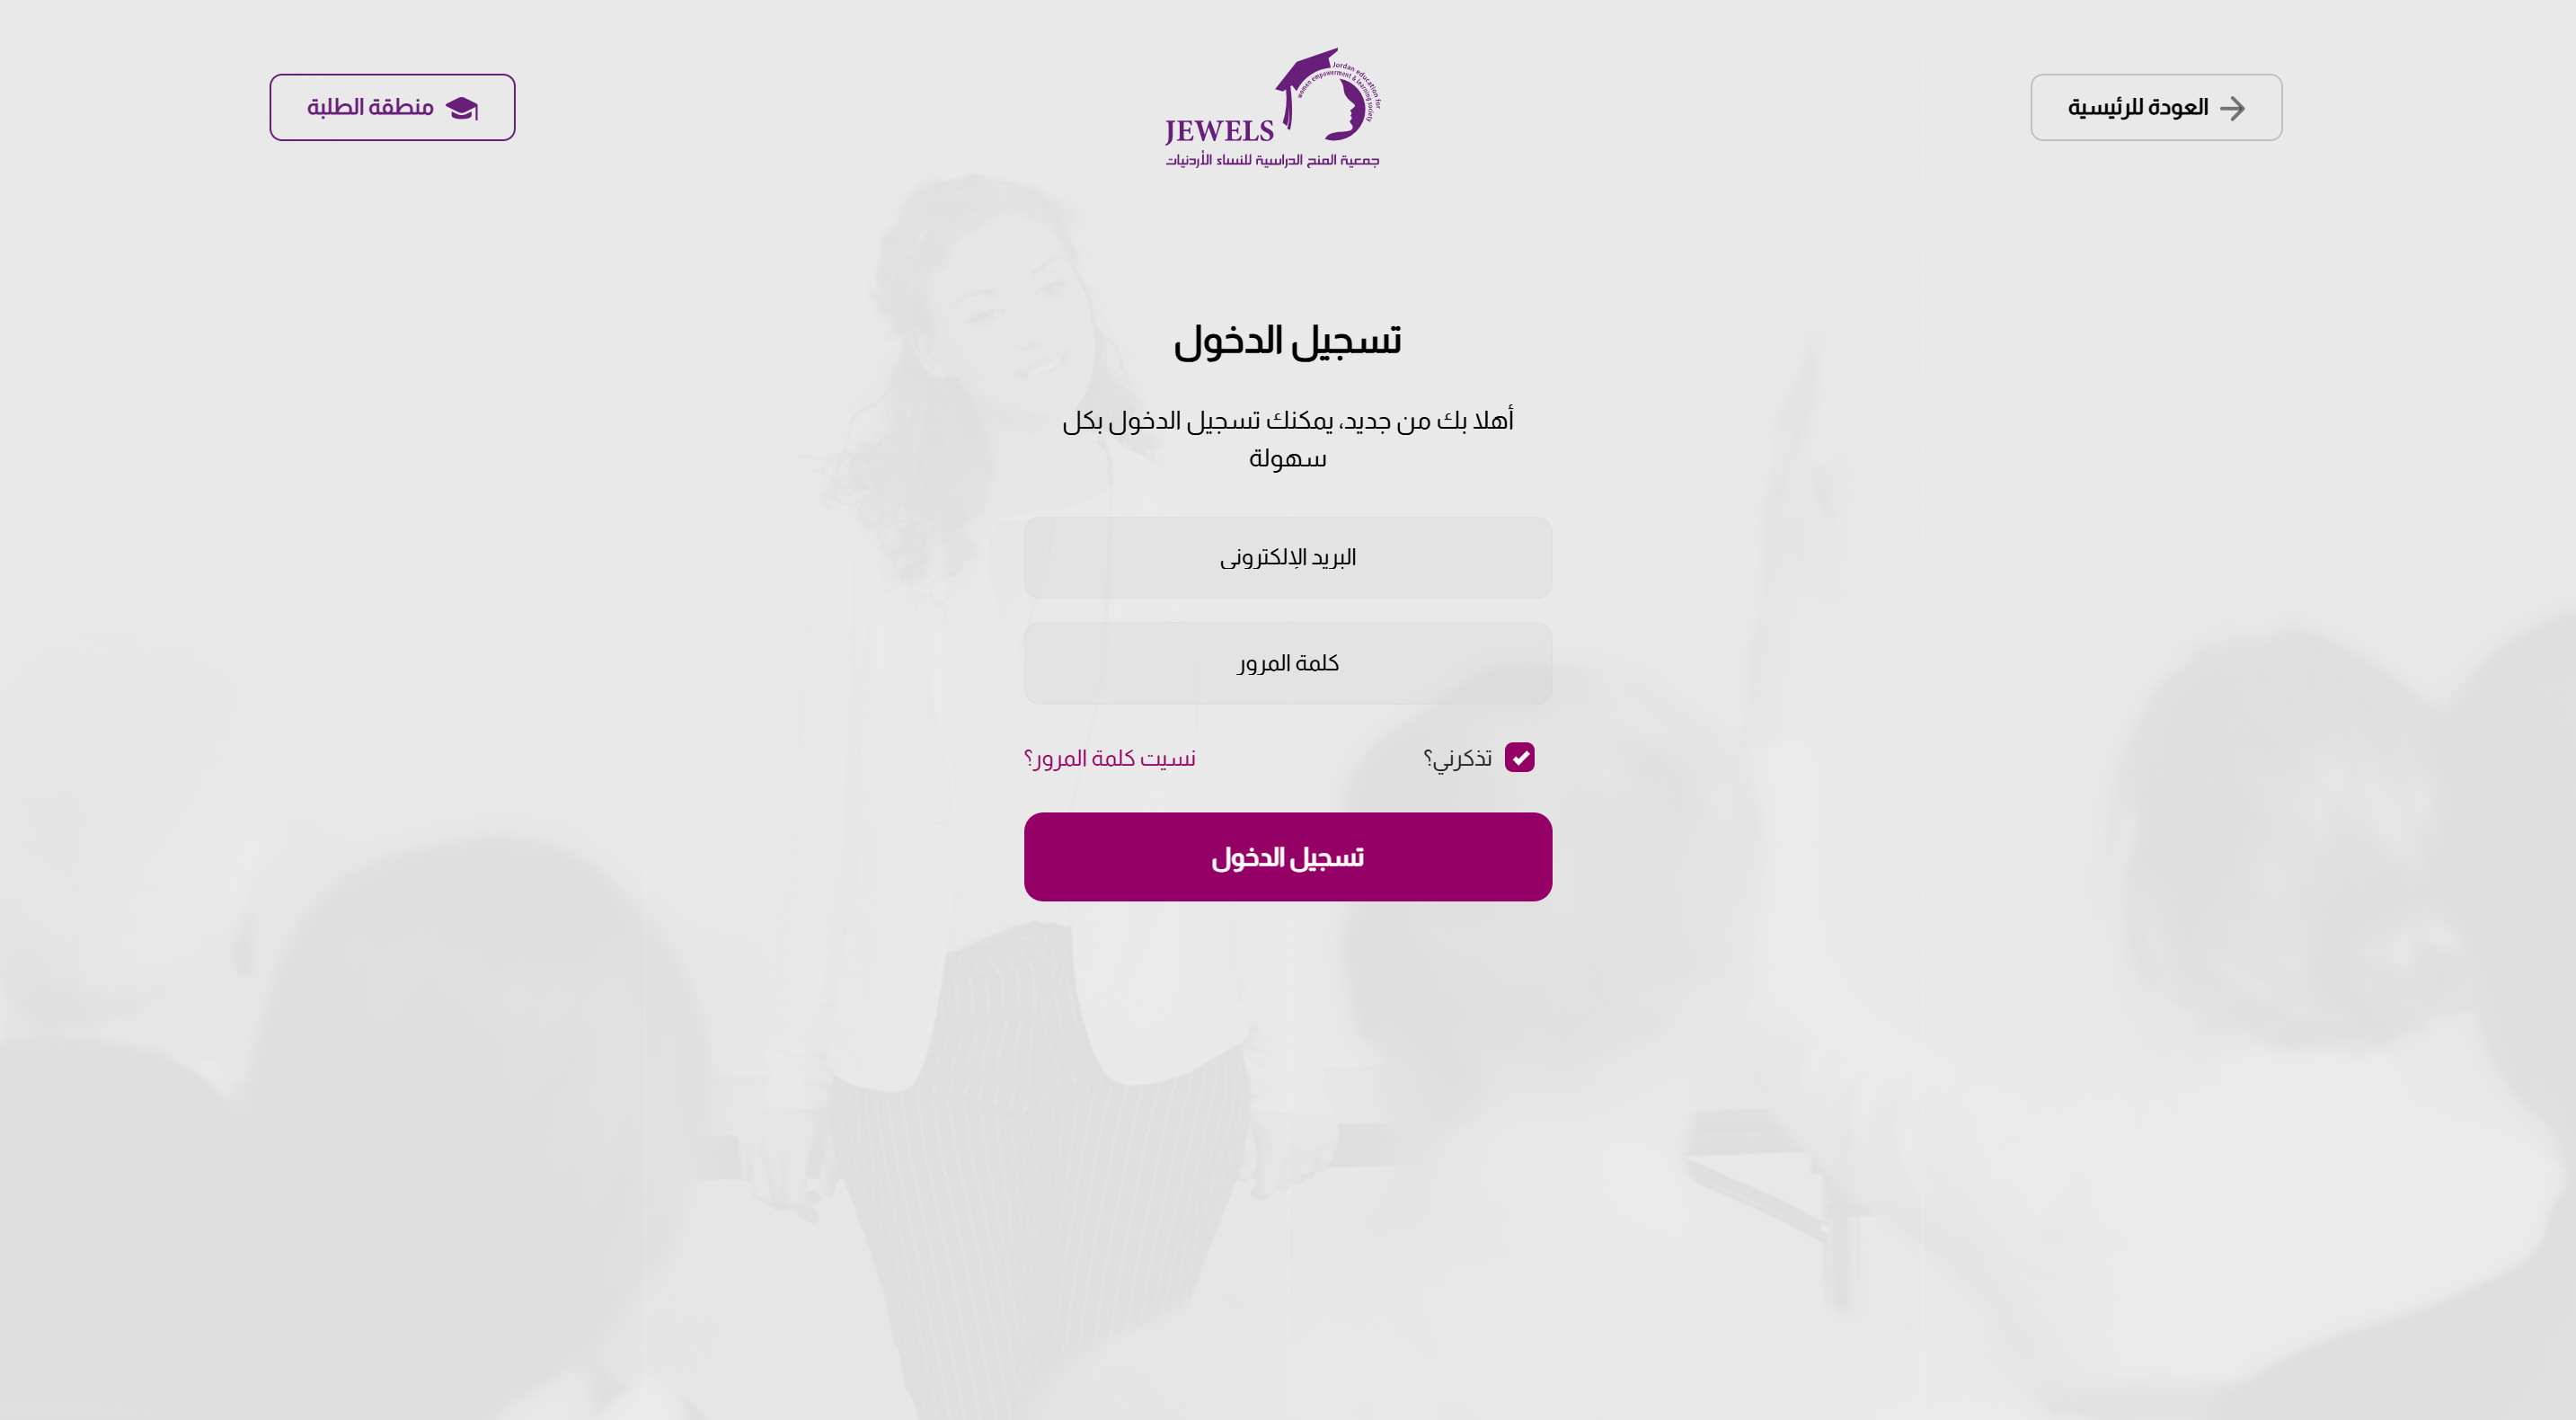 العودة للرئيسية
Jordan education for
women empowerment & learning society
JEWELS
جمعية المنح الدراسية للنساء الأردنيات
منطقة الطلبة
تسجيل الدخول
أهلا بك من جديد، يمكنك تسجيل الدخول بكل
سهولة
البريد الإلكتروني
كلمة المرور
تذكرني؟
نسيت كلمة المرور؟
تسجيل الدخول